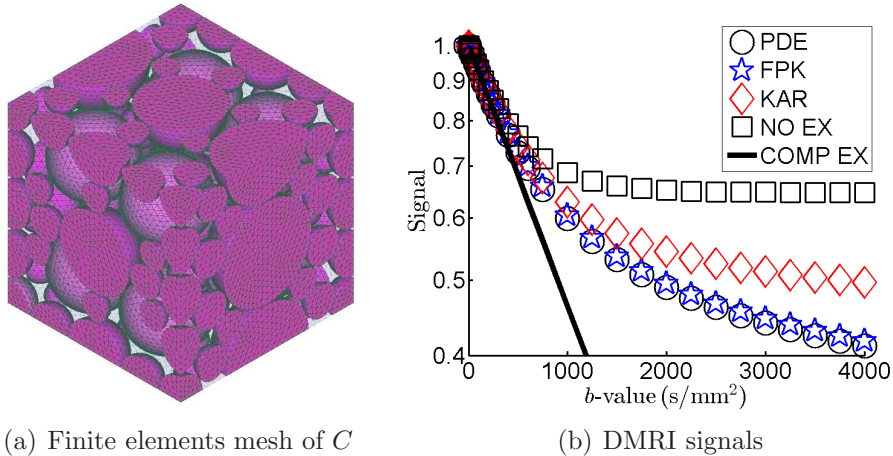 1
0.9
0.8
0.7
0.6
0.5
0.4
Signal
0 1000 2000 3000 4000
b-value (s/mm²)
PDE
FPK
KAR
NO EX
COMP EX
(a) Finite elements mesh of C
(b) DMRI signals